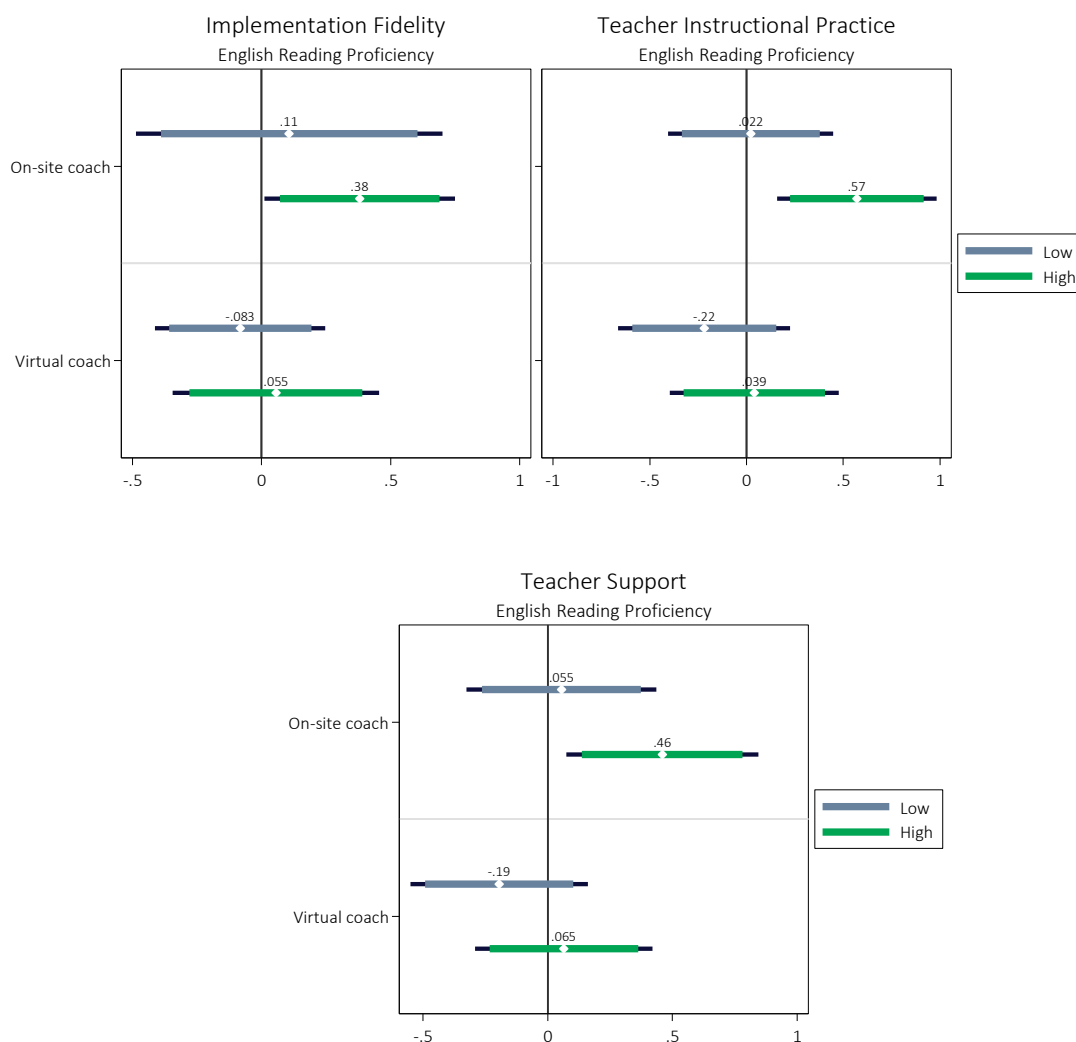 Implementation Fidelity
English Reading Proficiency
On-site coach
.11
.38
Virtual coach
-.083
.055
-.5 0 .5 1
Teacher Instructional Practice
English Reading Proficiency
.022
.57
-.22
.039
-1 -.5 0 .5 1
Low
High
Teacher Support
English Reading Proficiency
On-site coach
.055
.46
Virtual coach
-.19
.065
-.5 0 .5 1
Low
High